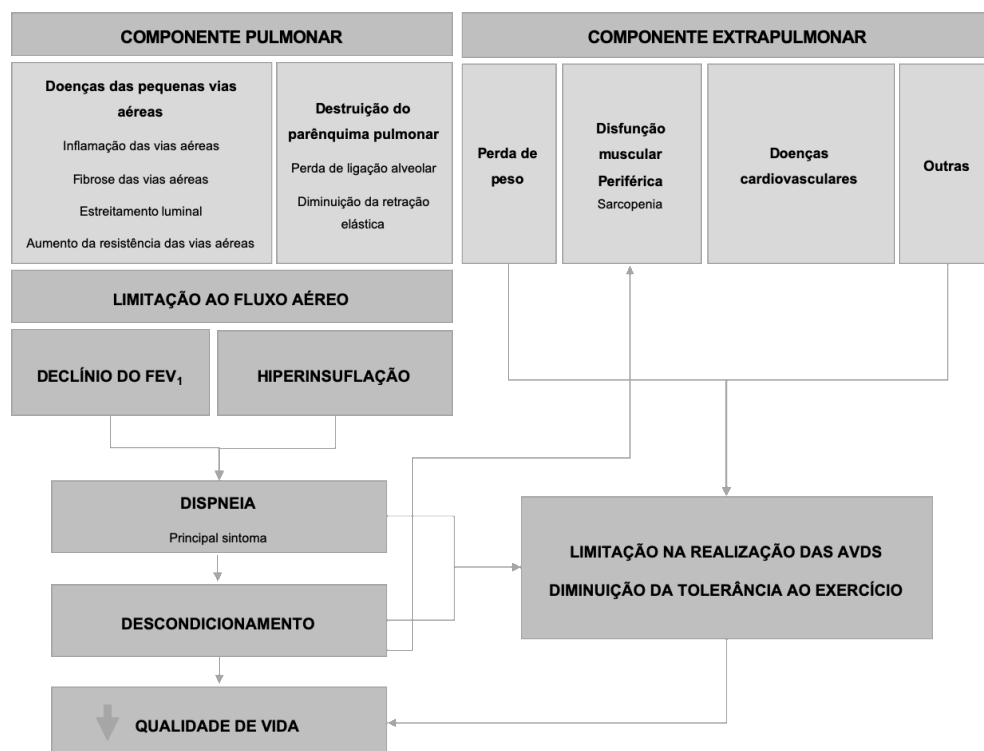 COMPONENTE PULMONAR
COMPONENTE EXTRAPULMONAR
Doenças das pequenas vias
aéreas
Inflamação das vias aéreas
Fibrose das vias aéreas
Estreitamento luminal
Aumento da resistência das vias aéreas
Destruição do
parênquima pulmonar
Perda de ligação alveolar
Diminuição da retração
elástica
Perda de
peso
Disfunção
muscular
Periférica
Sarcopenia
Doenças
cardiovasculares
Outras
LIMITAÇÃO AO FLUXO AÉREO
DECLÍNIO DO FEV₁
HIPERINSUFLAÇÃO
DISPNEIA
Principal sintoma
DESCONDICIONAMENTO
LIMITAÇÃO NA REALIZAÇÃO DAS AVDS
DIMINUIÇÃO DA TOLERÂNCIA AO EXERCÍCIO
QUALIDADE DE VIDA